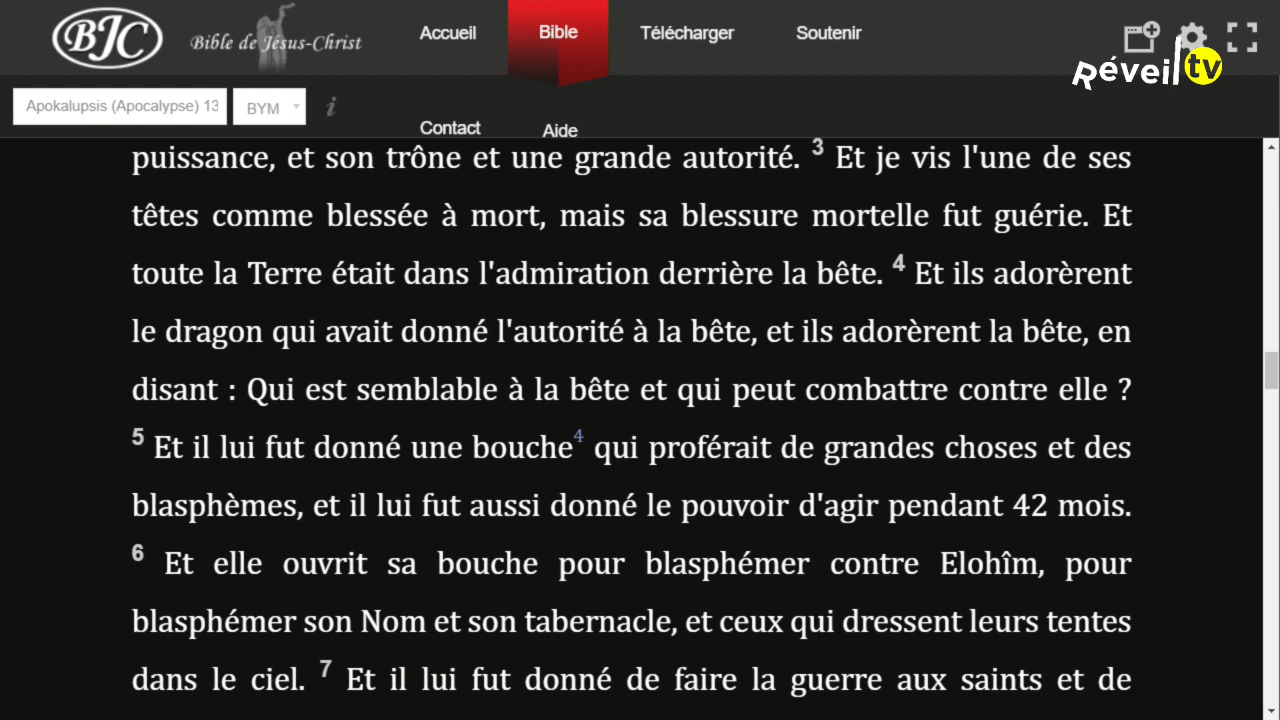 BJC
Bible de Jésus-Christ
Accueil
Bible
Télécharger
Soutenir
Réveil tv
Apokalupsis (Apocalypse) 13
BYM
i
Contact
Aide
puissance, et son trône et une grande autorité. 3 Et je vis l'une de ses
têtes comme blessée à mort, mais sa blessure mortelle fut guérie. Et
toute la Terre était dans l'admiration derrière la bête. 4 Et ils adorèrent
le dragon qui avait donné l'autorité à la bête, et ils adorèrent la bête, en
disant : Qui est semblable à la bête et qui peut combattre contre elle ?
5 Et il lui fut donné une bouche4 qui proférait de grandes choses et des
blasphèmes, et il lui fut aussi donné le pouvoir d'agir pendant 42 mois.
6 Et elle ouvrit sa bouche pour blasphémer contre Elohîm, pour
blasphémer son Nom et son tabernacle, et ceux qui dressent leurs tentes
dans le ciel. 7 Et il lui fut donné de faire la guerre aux saints et de